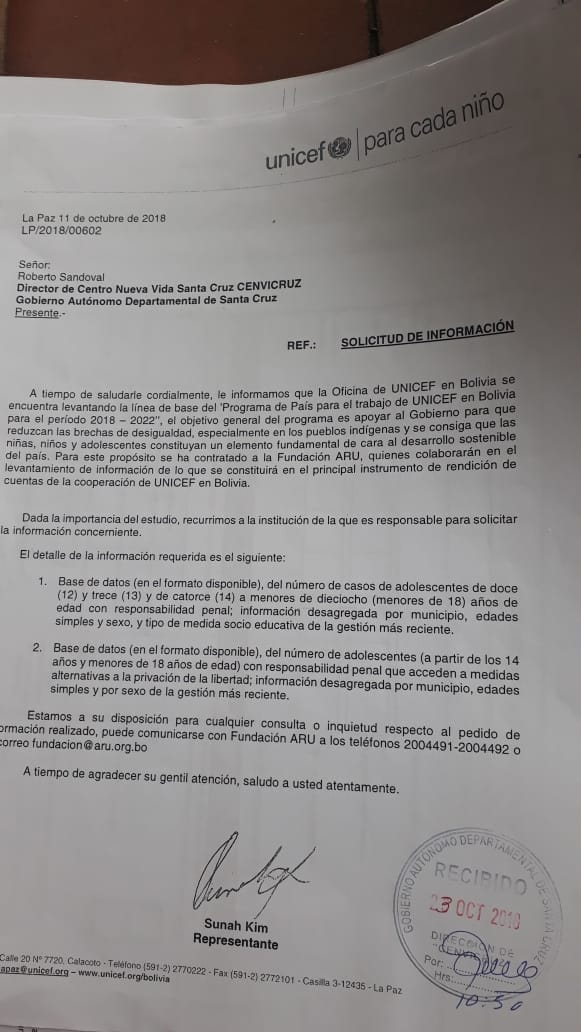 unicef | para cada niño
La Paz 11 de octubre de 2018
LP/2018/00602
Señor:
Roberto Sandoval
Director de Centro Nueva Vida Santa Cruz CENVICRUZ
Gobierno Autónomo Departamental de Santa Cruz
Presente.-
REF.: SOLICITUD DE INFORMACIÓN
A tiempo de saludarle cordialmente, le informamos que la Oficina de UNICEF en Bolivia se
encuentra levantando la línea de base del 'Programa de País para el trabajo de UNICEF en Bolivia
para el período 2018 – 2022", el objetivo general del programa es apoyar al Gobierno para que
reduzcan las brechas de desigualdad, especialmente en los pueblos indígenas y se consiga que las
niñas, niños y adolescentes constituyan un elemento fundamental de cara al desarrollo sostenible
del país. Para este propósito se ha contratado a la Fundación ARU, quienes colaborarán en el
levantamiento de información de lo que se constituirá en el principal instrumento de rendición de
cuentas de la cooperación de UNICEF en Bolivia.
Dada la importancia del estudio, recurrimos a la institución de la que es responsable para solicitar
la información concerniente.
El detalle de la información requerida es el siguiente:
1. Base de datos (en el formato disponible), del número de casos de adolescentes de doce
(12) y trece (13) y de catorce (14) a menores de dieciocho (menores de 18) años de
edad con responsabilidad penal; información desagregada por municipio, edades
simples y sexo, y tipo de medida socio educativa de la gestión más reciente.
2. Base de datos (en el formato disponible), del número de adolescentes (a partir de los 14
años y menores de 18 años de edad) con responsabilidad penal que acceden a medidas
alternativas a la privación de la libertad; información desagregada por municipio, edades
simples y por sexo de la gestión más reciente.
Estamos a su disposición para cualquier consulta o inquietud respecto al pedido de
ormación realizado, puede comunicarse con Fundación ARU a los teléfonos 2004491-2004492 o
correo fundacion@aru.org.bo
A tiempo de agradecer su gentil atención, saludo a usted atentamente.
Sunah Kim
Representante
GOBIERNO AUTÓNOMO DEPARTAMENTAL DE SANTA CRUZ
RECIBIDO
23 OCT 2018
DIRECCIÓN DE
Por:
Hrs:
10:50
Calle 20 Nº 7720, Calacoto - Teléfono (591-2) 2770222 - Fax (591-2) 2772101 - Casilla 3-12435 - La Paz
apaz@unicef.org – www.unicef.org/bolivia